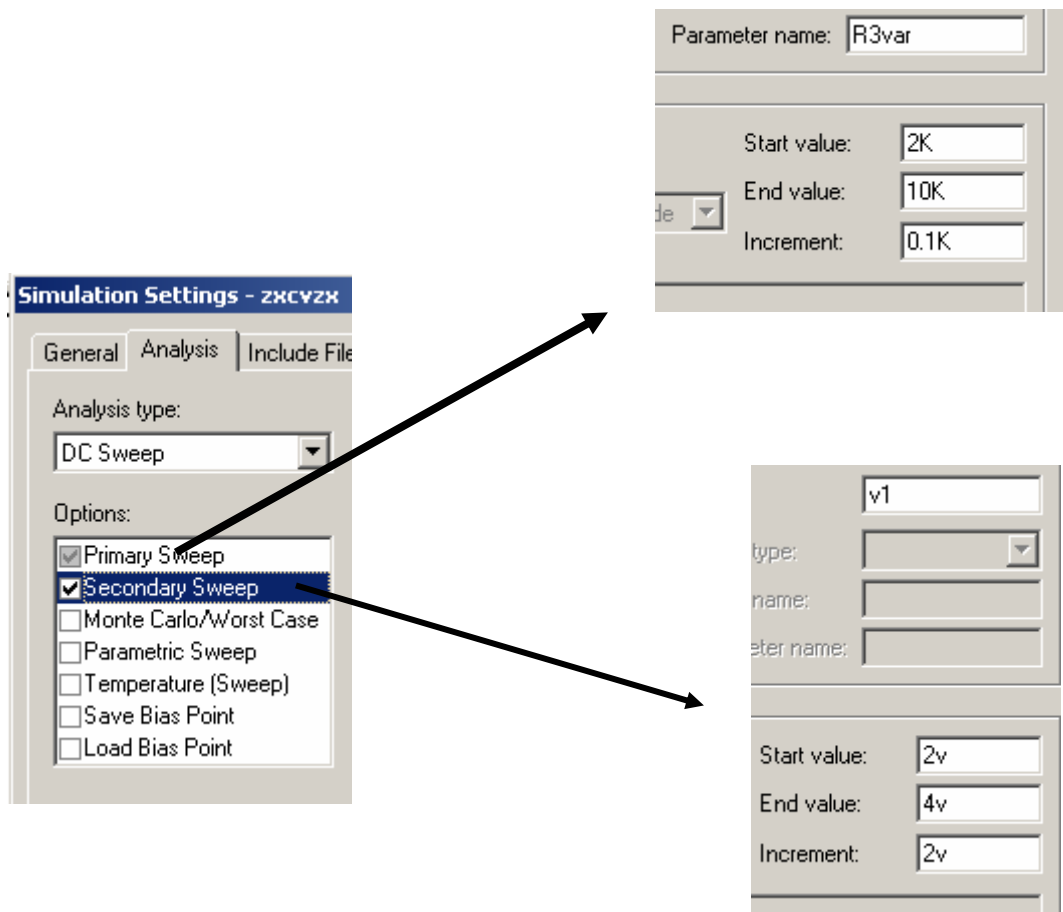 Parameter name: R3var
Start value: 2K
End value: 10K
Increment: 0.1K
Simulation Settings - zxcvzx
General Analysis Include File
Analysis type:
DC Sweep
Options:
Primary Sweep
Secondary Sweep
Monte Carlo/Worst Case
Parametric Sweep
Temperature (Sweep)
Save Bias Point
Load Bias Point
v1
type:
name:
eter name:
Start value: 2v
End value: 4v
Increment: 2v